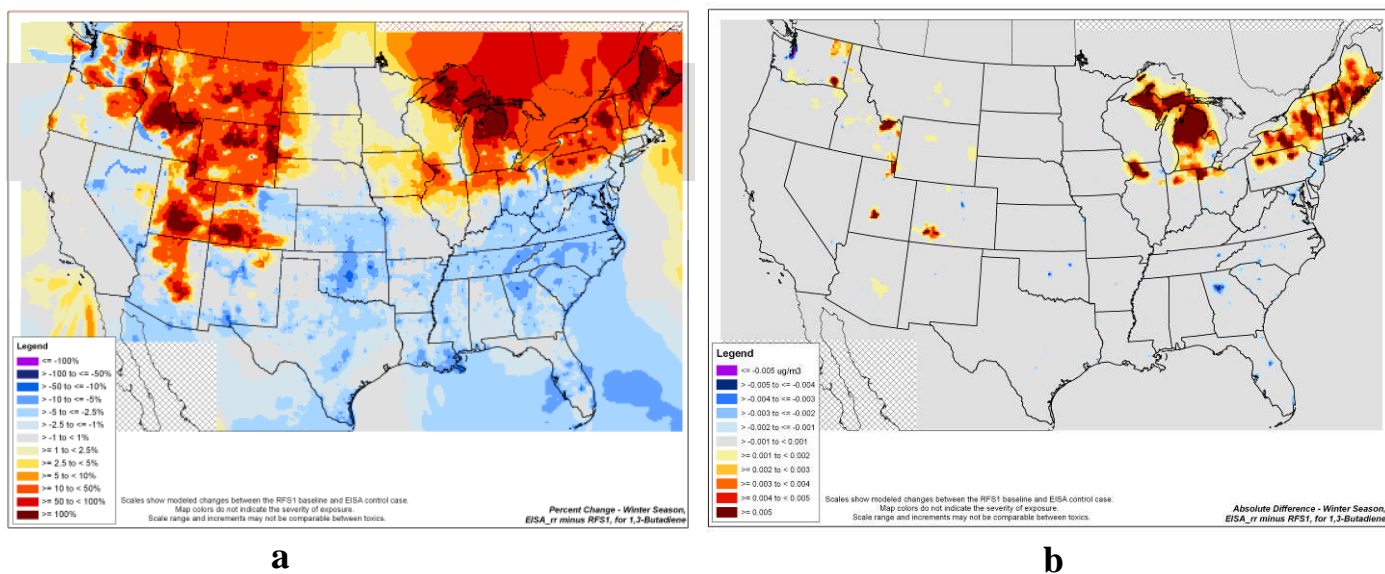 Legend
<= -100%
> -100 to <= -50%
> -50 to <= -10%
> -10 to <= -5%
> -5 to <= -2.5%
> -2.5 to <= -1%
> -1 to < 1%
>= 1 to < 2.5%
>= 2.5 to < 5%
>= 5 to < 10%
>= 10 to < 50%
>= 50 to < 100%
>= 100%
Scales show modeled changes between the RFS1 baseline and EISA control case.
Map colors do not indicate the severity of exposure.
Scale range and increments may not be comparable between toxics.
Percent Change - Winter Season,
EISA_rr minus RFS1, for 1,3-Butadiene
a
Legend
<= -0.005 ug/m3
> -0.005 to <= -0.004
> -0.004 to <= -0.003
> -0.003 to <= -0.002
> -0.002 to <= -0.001
> -0.001 to < 0.001
>= 0.001 to < 0.002
>= 0.002 to < 0.003
>= 0.003 to < 0.004
>= 0.004 to < 0.005
>= 0.005
Scales show modeled changes between the RFS1 baseline and EISA control case.
Map colors do not indicate the severity of exposure.
Scale range and increments may not be comparable between toxics.
Absolute Difference - Winter Season,
EISA_rr minus RFS1, for 1,3-Butadiene
b